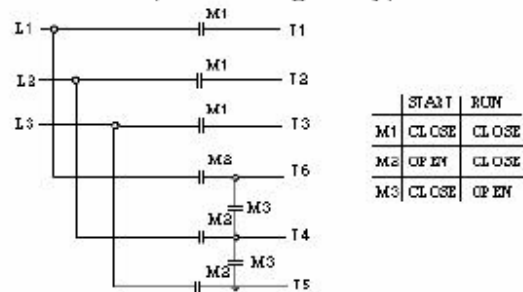 M1
L1 T1
M1
L2 T2
M1
L3 T3
M2
T6
M3
M2
T4
M3
M2
T5
START RUN
M1 CLOSE CLOSE
M2 OPEN CLOSE
M3 CLOSE OPEN